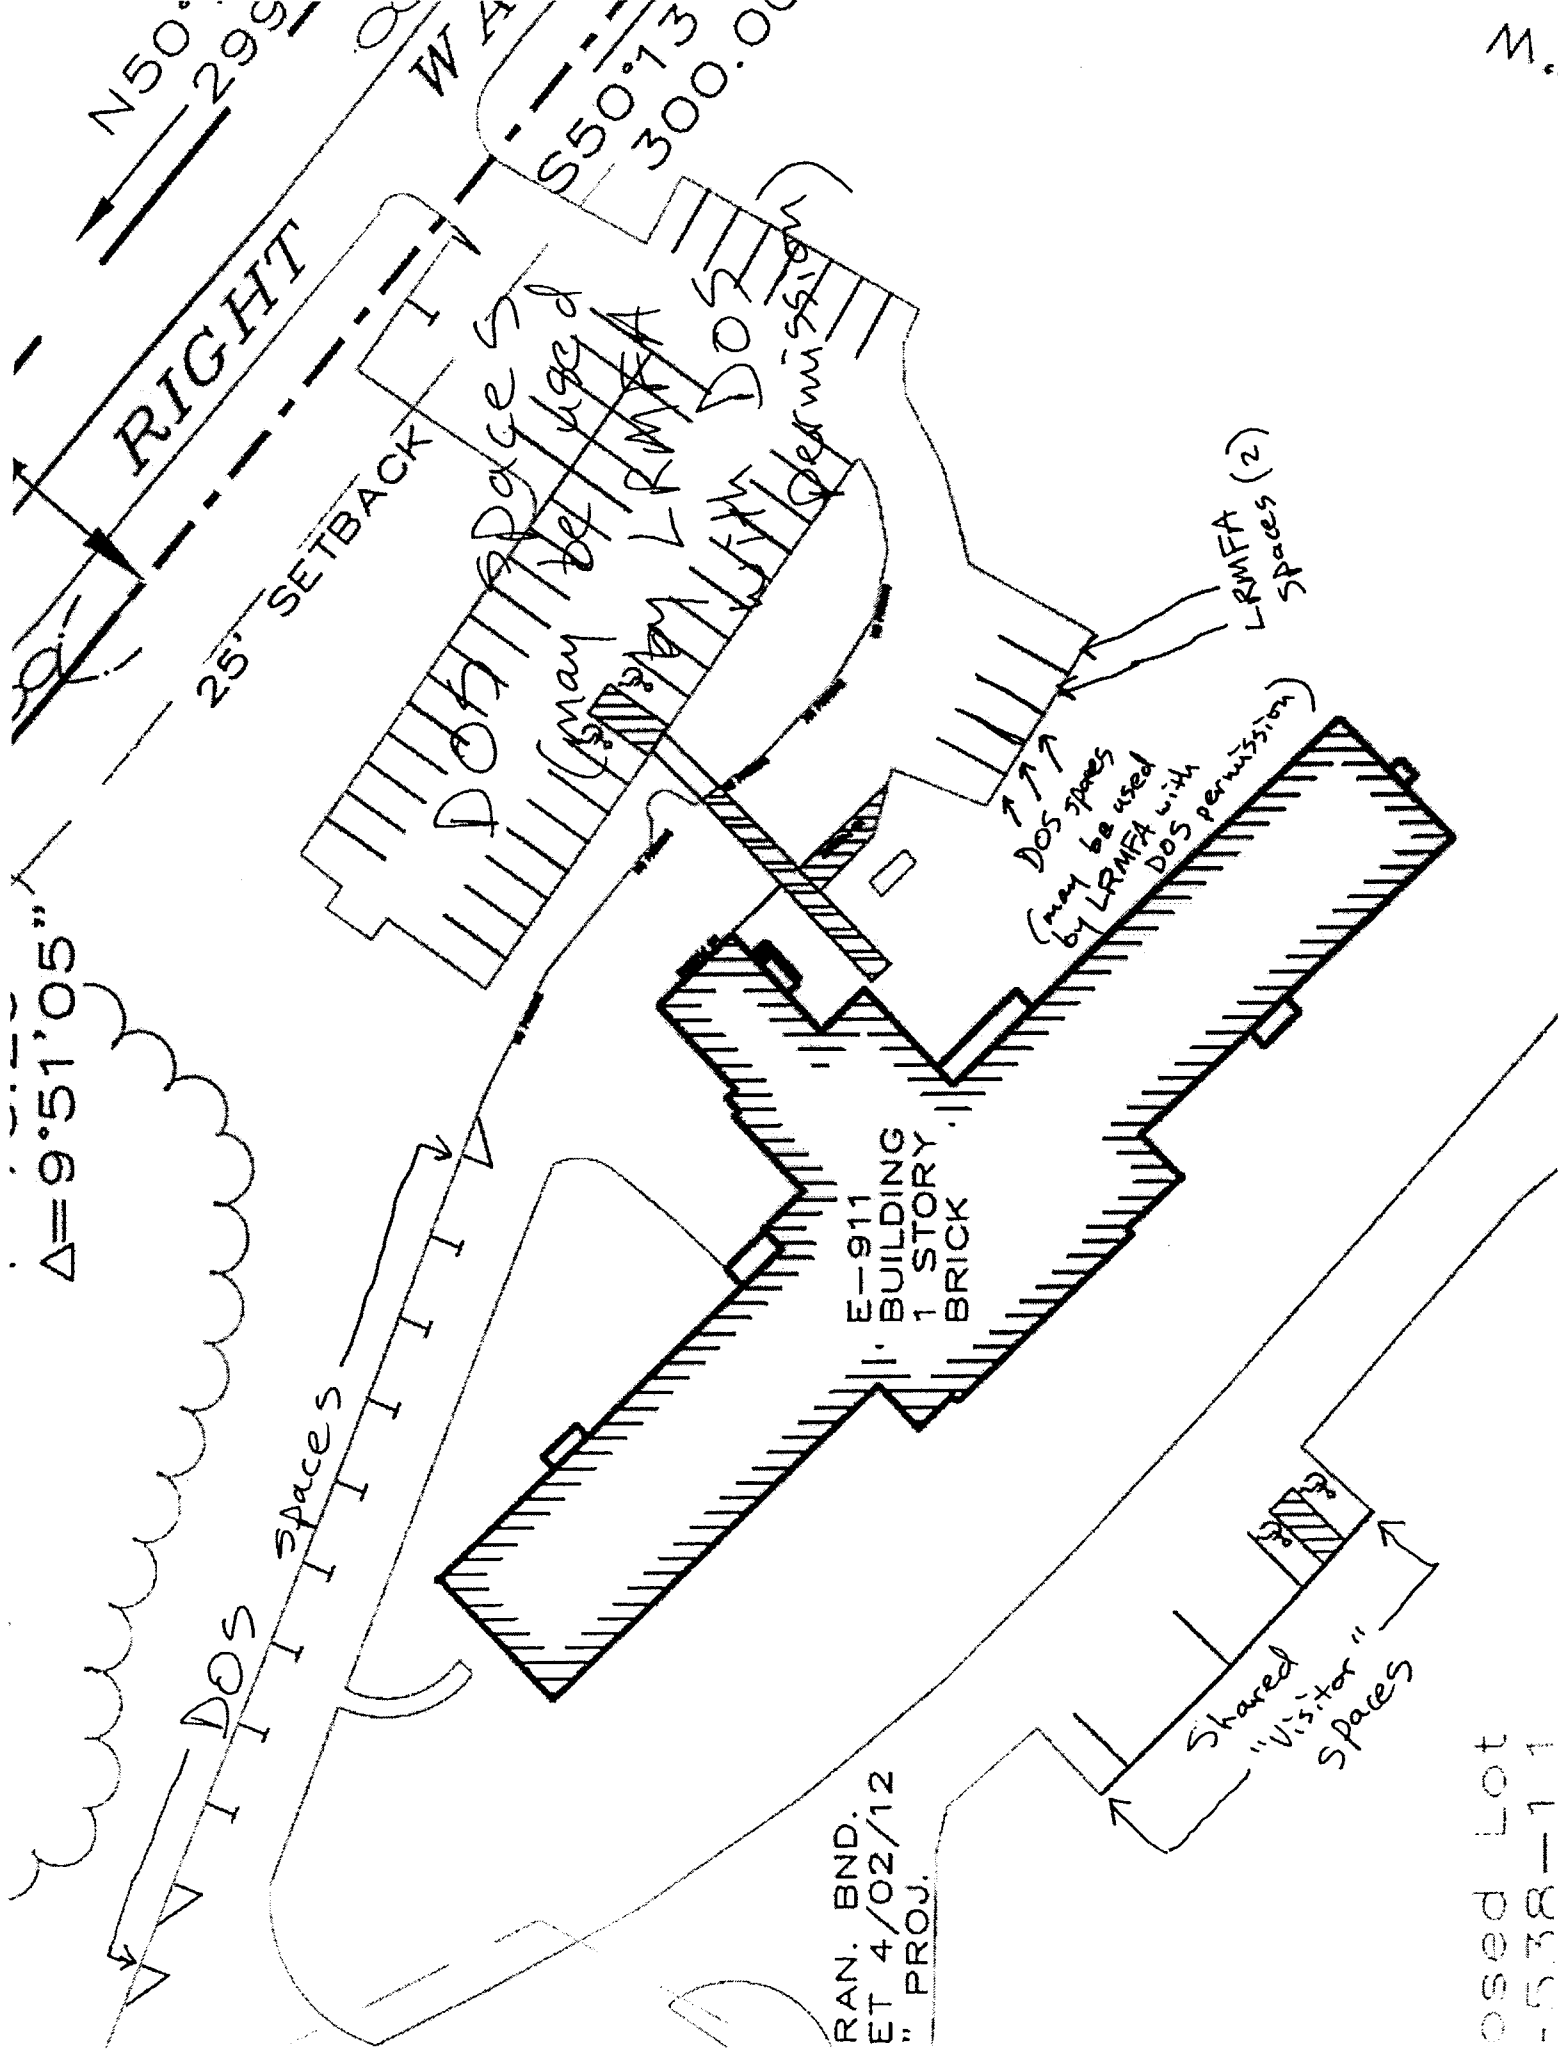 N50°
299
WA
S50°13
300.00
M.
RIGHT
25' SETBACK
Δ=9°51'05"
DOS spaces
(may be used
by LRMFA
with DOS
permission)
LRMFA (2)
spaces
DOS spaces
(may be used
by LRMFA with
DOS permission)
DOS spaces
E-911
BUILDING
1 STORY
BRICK
Shared
"Visitor"
spaces
RAN. BND.
ET 4/02/12
" PROJ.
osed Lot
-538-11